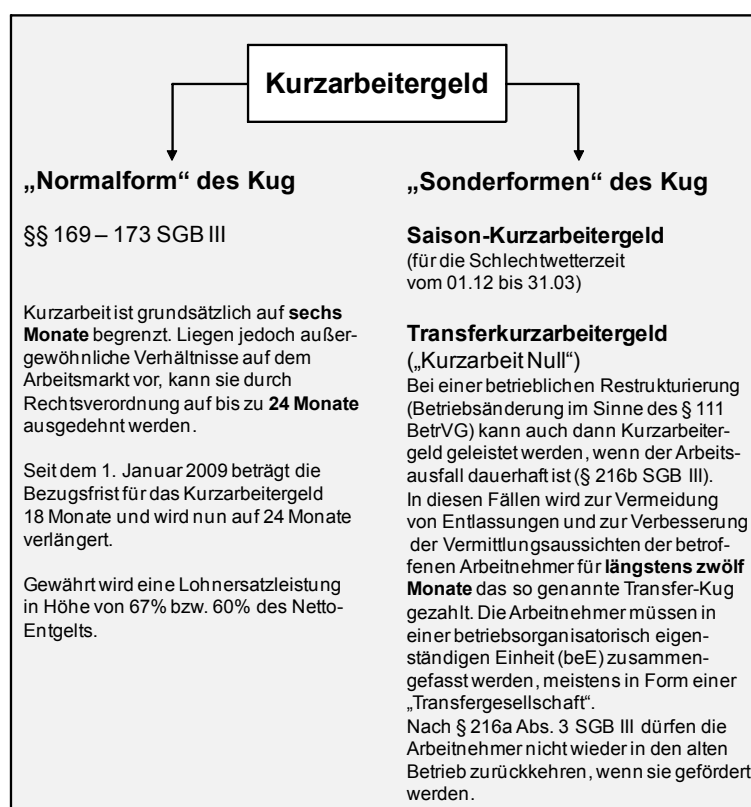 Kurzarbeitergeld
„Normalform“ des Kug
§§ 169 – 173 SGB III
Kurzarbeit ist grundsätzlich auf sechs
Monate begrenzt. Liegen jedoch außer-
gewöhnliche Verhältnisse auf dem
Arbeitsmarkt vor, kann sie durch
Rechtsverordnung auf bis zu 24 Monate
ausgedehnt werden.
Seit dem 1. Januar 2009 beträgt die
Bezugsfrist für das Kurzarbeitergeld
18 Monate und wird nun auf 24 Monate
verlängert.
Gewährt wird eine Lohnersatzleistung
in Höhe von 67% bzw. 60% des Netto-
Entgelts.
„Sonderformen“ des Kug
Saison-Kurzarbeitergeld
(für die Schlechtwetterzeit
vom 01.12 bis 31.03)
Transferkurzarbeitergeld
(„Kurzarbeit Null“)
Bei einer betrieblichen Restrukturierung
(Betriebsänderung im Sinne des § 111
BetrVG) kann auch dann Kurzarbeiter-
geld geleistet werden, wenn der Arbeits-
ausfall dauerhaft ist (§ 216b SGB III).
In diesen Fällen wird zur Vermeidung
von Entlassungen und zur Verbesserung
der Vermittlungsaussichten der betrof-
fenen Arbeitnehmer für längstens zwölf
Monate das so genannte Transfer-Kug
gezahlt. Die Arbeitnehmer müssen in
einer betriebsorganisatorisch eigen-
ständigen Einheit (beE) zusammen-
gefasst werden, meistens in Form einer
„Transfergesellschaft“.
Nach § 216a Abs. 3 SGB III dürfen die
Arbeitnehmer nicht wieder in den alten
Betrieb zurückkehren, wenn sie gefördert
werden.